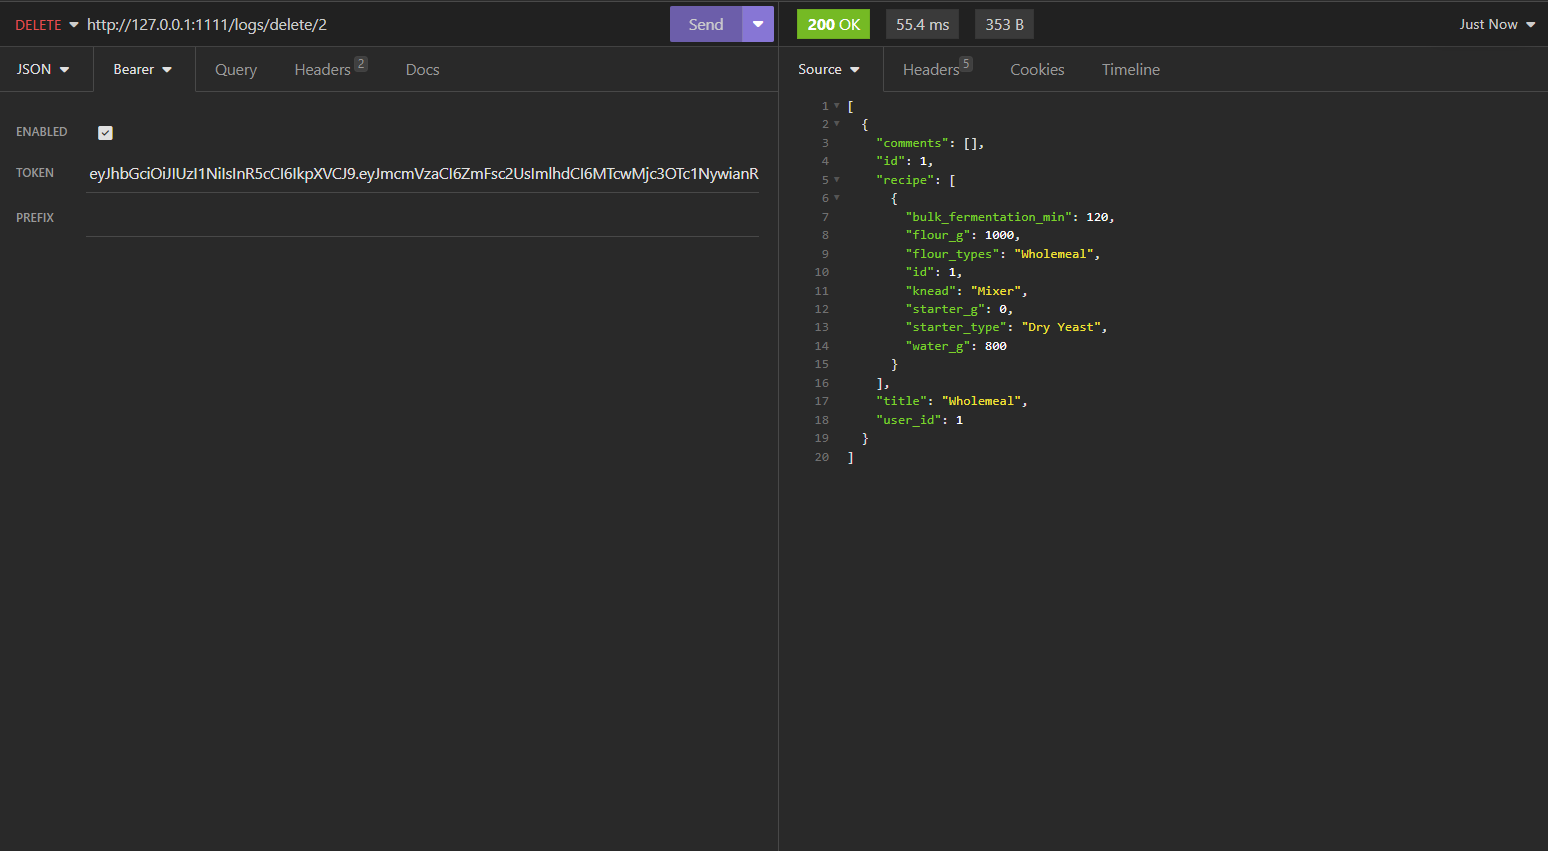 DELETE http://127.0.0.1:1111/logs/delete/2 Send
200 OK 55.4 ms 353 B Just Now
JSON Bearer Query Headers 2 Docs
Source Headers 5 Cookies Timeline
ENABLED
TOKEN eyJhbGciOiJIUzI1NiIsInR5cCI6IkpXVCJ9.eyJmcmVzaCI6ZmFsc2UsImlhdCI6MTcwMjc3OTc1NywianR
PREFIX
1 [
2 {
3 "comments": [],
4 "id": 1,
5 "recipe": [
6 {
7 "bulk_fermentation_min": 120,
8 "flour_g": 1000,
9 "flour_types": "Wholemeal",
10 "id": 1,
11 "knead": "Mixer",
12 "starter_g": 0,
13 "starter_type": "Dry Yeast",
14 "water_g": 800
15 }
16 ],
17 "title": "Wholemeal",
18 "user_id": 1
19 }
20 ]